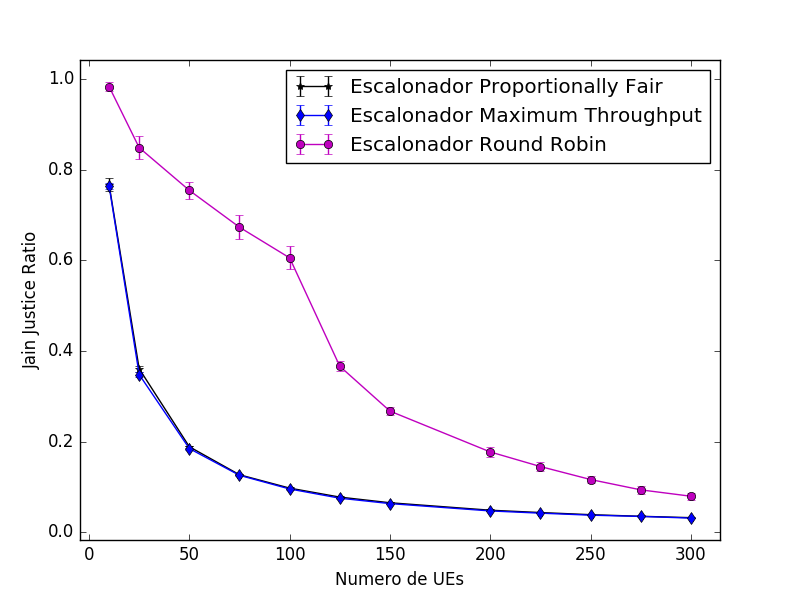 Escalonador Proportionally Fair
Escalonador Maximum Throughput
Escalonador Round Robin
1.0
0.8
0.6
0.4
0.2
0.0
Jain Justice Ratio
0 50 100 150 200 250 300
Numero de UEs